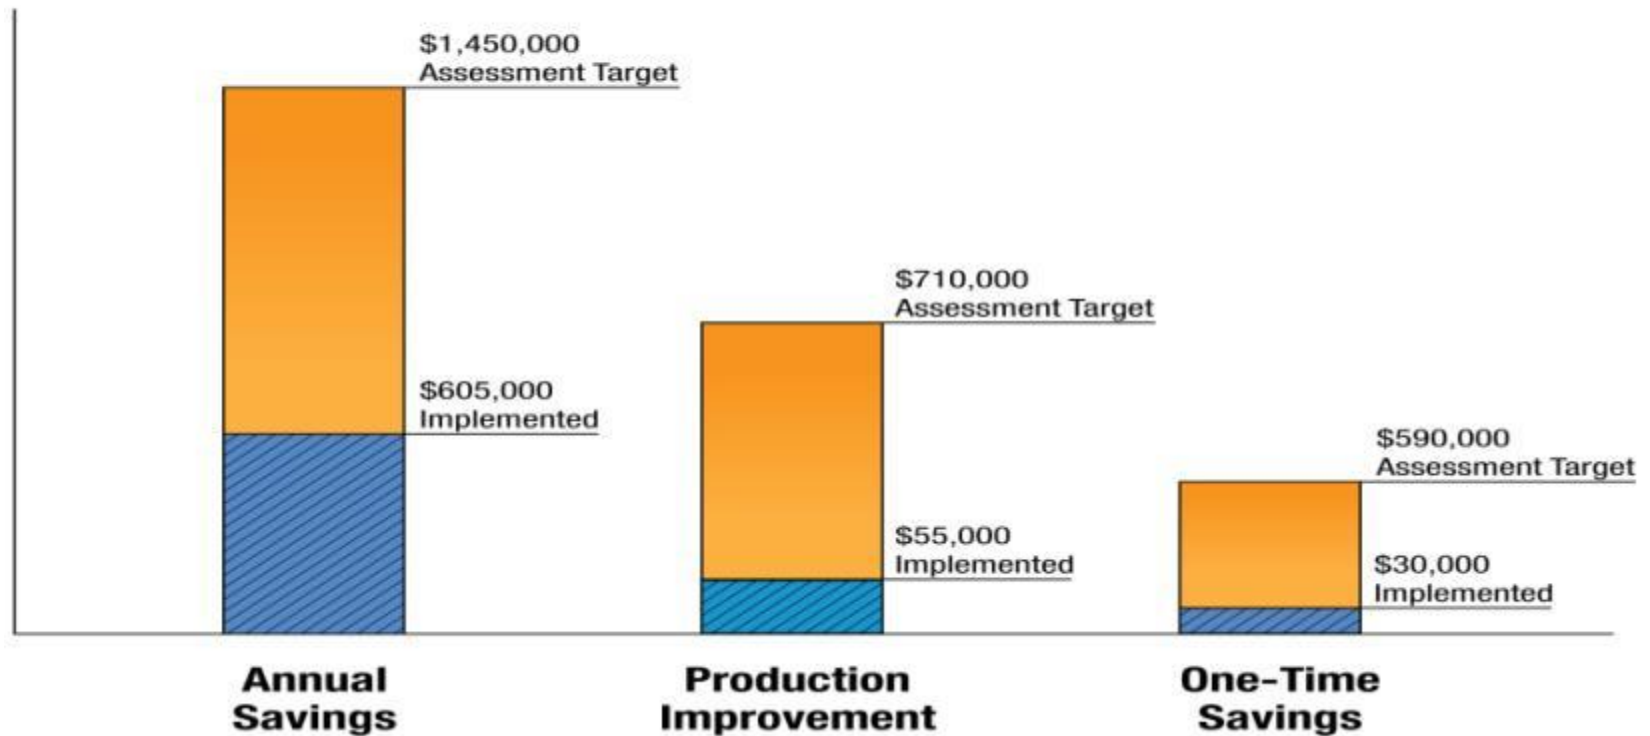 $1,450,000
Assessment Target
$605,000
Implemented
$710,000
Assessment Target
$55,000
Implemented
$590,000
Assessment Target
$30,000
Implemented
Annual
Savings
Production
Improvement
One-Time
Savings